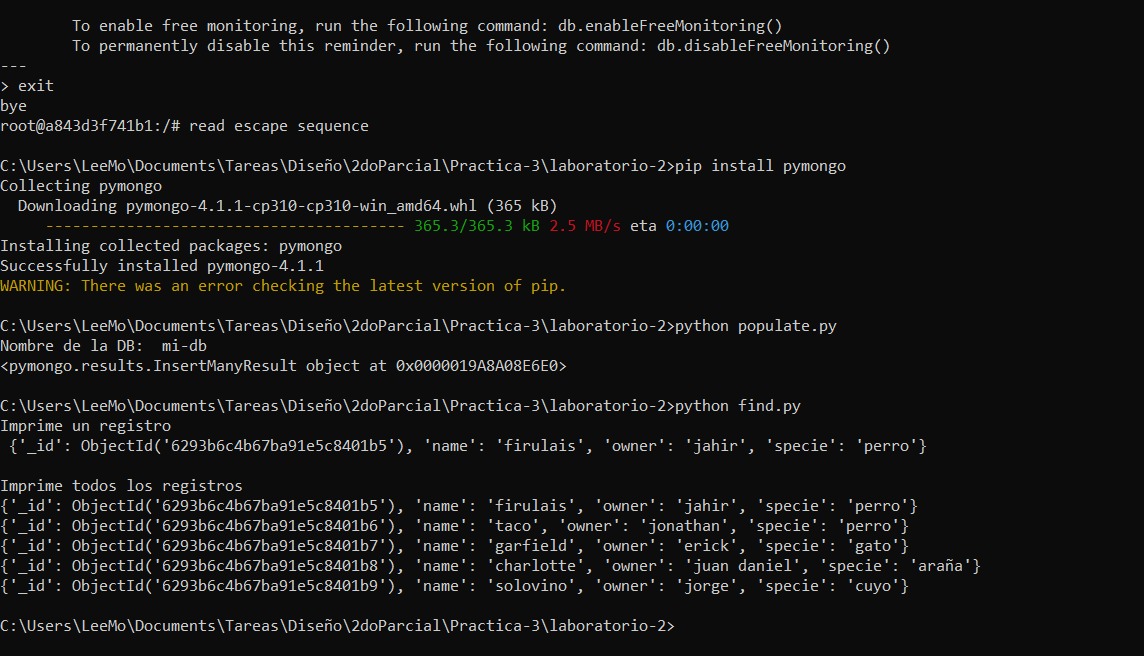 To enable free monitoring, run the following command: db.enableFreeMonitoring()
To permanently disable this reminder, run the following command: db.disableFreeMonitoring()
---
> exit
bye
root@a843d3f741b1:/# read escape sequence
C:\Users\LeeMo\Documents\Tareas\Diseño\2doParcial\Practica-3\laboratorio-2>pip install pymongo
Collecting pymongo
Downloading pymongo-4.1.1-cp310-cp310-win_amd64.whl (365 kB)
---------------------------------------- 365.3/365.3 kB 2.5 MB/s eta 0:00:00
Installing collected packages: pymongo
Successfully installed pymongo-4.1.1
WARNING: There was an error checking the latest version of pip.
C:\Users\LeeMo\Documents\Tareas\Diseño\2doParcial\Practica-3\laboratorio-2>python populate.py
Nombre de la DB:  mi-db
<pymongo.results.InsertManyResult object at 0x0000019A8A08E6E0>
C:\Users\LeeMo\Documents\Tareas\Diseño\2doParcial\Practica-3\laboratorio-2>python find.py
Imprime un registro
{'_id': ObjectId('6293b6c4b67ba91e5c8401b5'), 'name': 'firulais', 'owner': 'jahir', 'specie': 'perro'}
Imprime todos los registros
{'_id': ObjectId('6293b6c4b67ba91e5c8401b5'), 'name': 'firulais', 'owner': 'jahir', 'specie': 'perro'}
{'_id': ObjectId('6293b6c4b67ba91e5c8401b6'), 'name': 'taco', 'owner': 'jonathan', 'specie': 'perro'}
{'_id': ObjectId('6293b6c4b67ba91e5c8401b7'), 'name': 'garfield', 'owner': 'erick', 'specie': 'gato'}
{'_id': ObjectId('6293b6c4b67ba91e5c8401b8'), 'name': 'charlotte', 'owner': 'juan daniel', 'specie': 'araña'}
{'_id': ObjectId('6293b6c4b67ba91e5c8401b9'), 'name': 'solovino', 'owner': 'jorge', 'specie': 'cuyo'}
C:\Users\LeeMo\Documents\Tareas\Diseño\2doParcial\Practica-3\laboratorio-2>